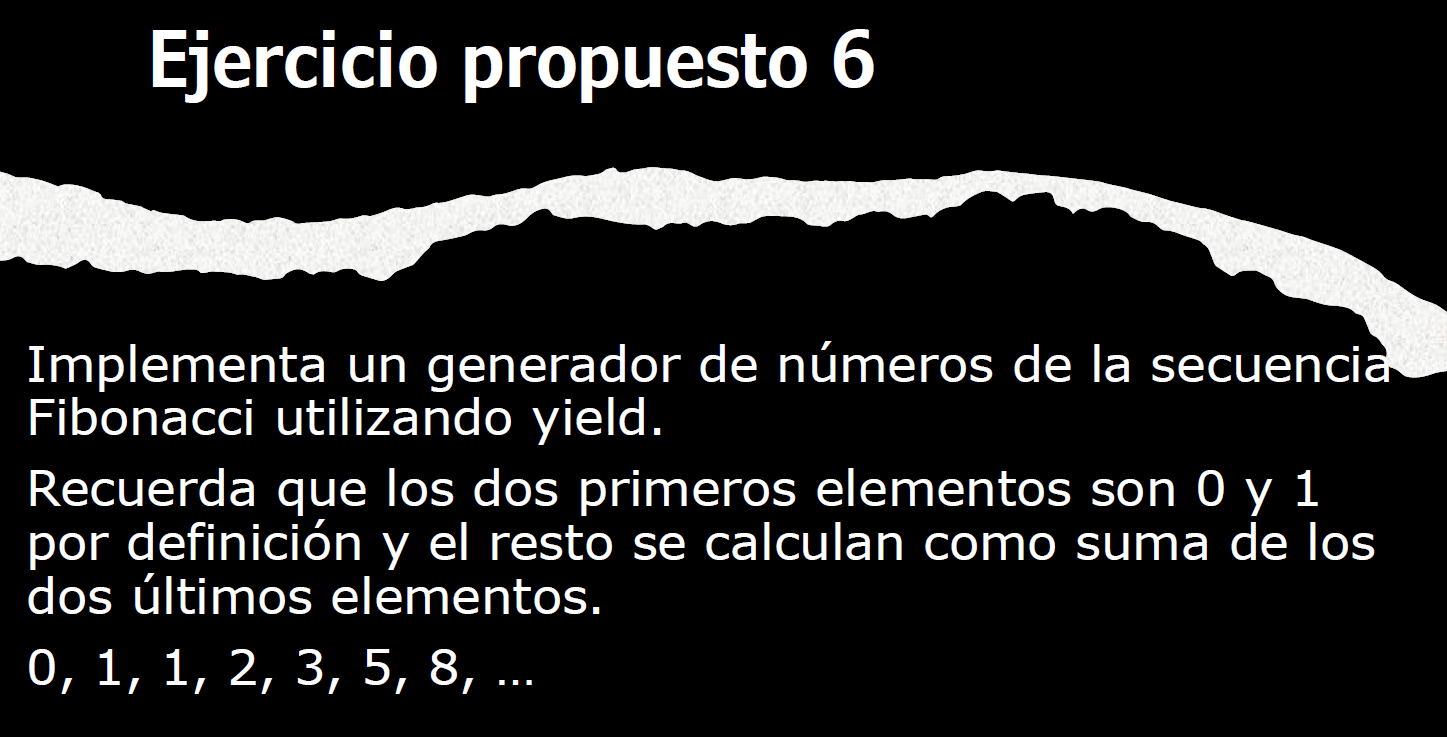 Ejercicio propuesto 6
Implementa un generador de números de la secuencia
Fibonacci utilizando yield.
Recuerda que los dos primeros elementos son 0 y 1
por definición y el resto se calculan como suma de los
dos últimos elementos.
0, 1, 1, 2, 3, 5, 8, …